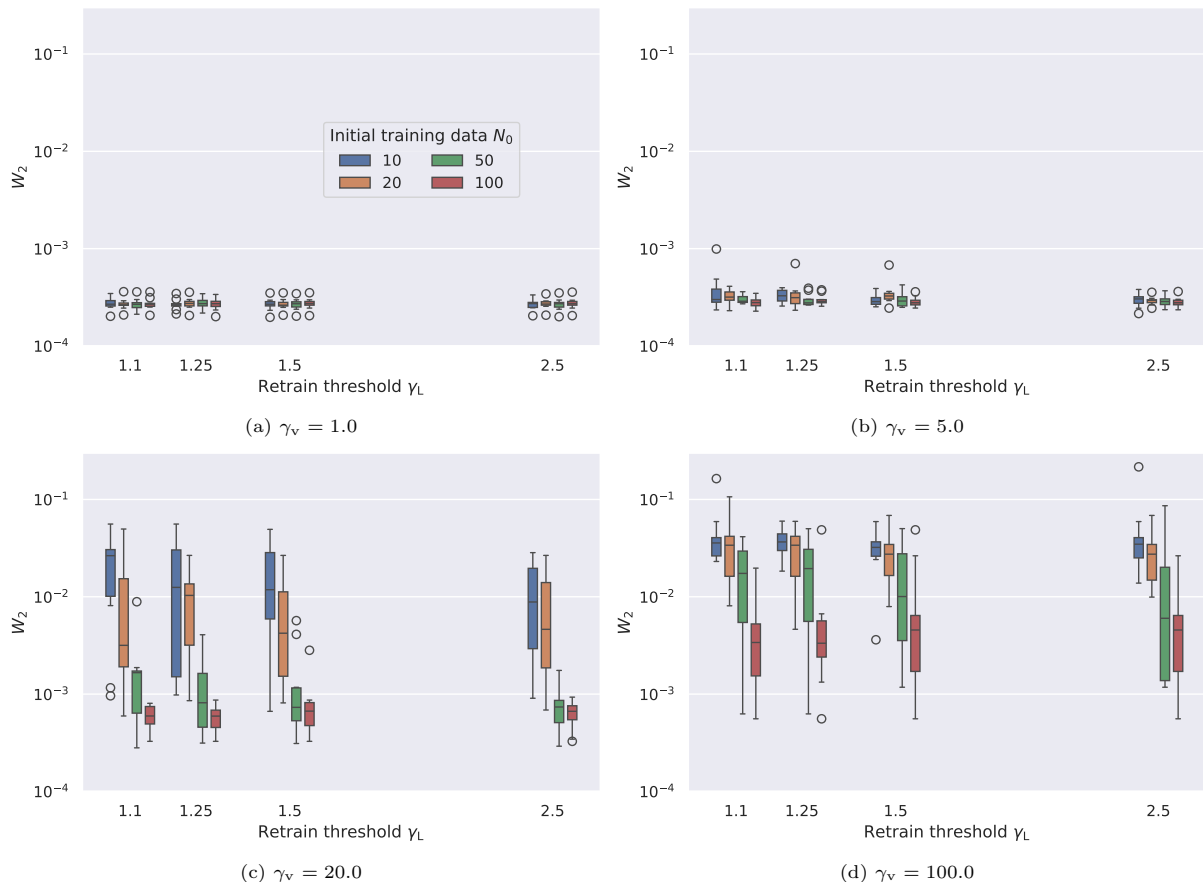 10⁻¹
10⁻²
10⁻³
10⁻⁴
W₂
Initial training data N₀
10 50
20 100
1.1 1.25 1.5 2.5
Retrain threshold γ_L
(a) γ_v = 1.0
10⁻¹
10⁻²
10⁻³
10⁻⁴
W₂
1.1 1.25 1.5 2.5
Retrain threshold γ_L
(b) γ_v = 5.0
10⁻¹
10⁻²
10⁻³
10⁻⁴
W₂
1.1 1.25 1.5 2.5
Retrain threshold γ_L
(c) γ_v = 20.0
10⁻¹
10⁻²
10⁻³
10⁻⁴
W₂
1.1 1.25 1.5 2.5
Retrain threshold γ_L
(d) γ_v = 100.0